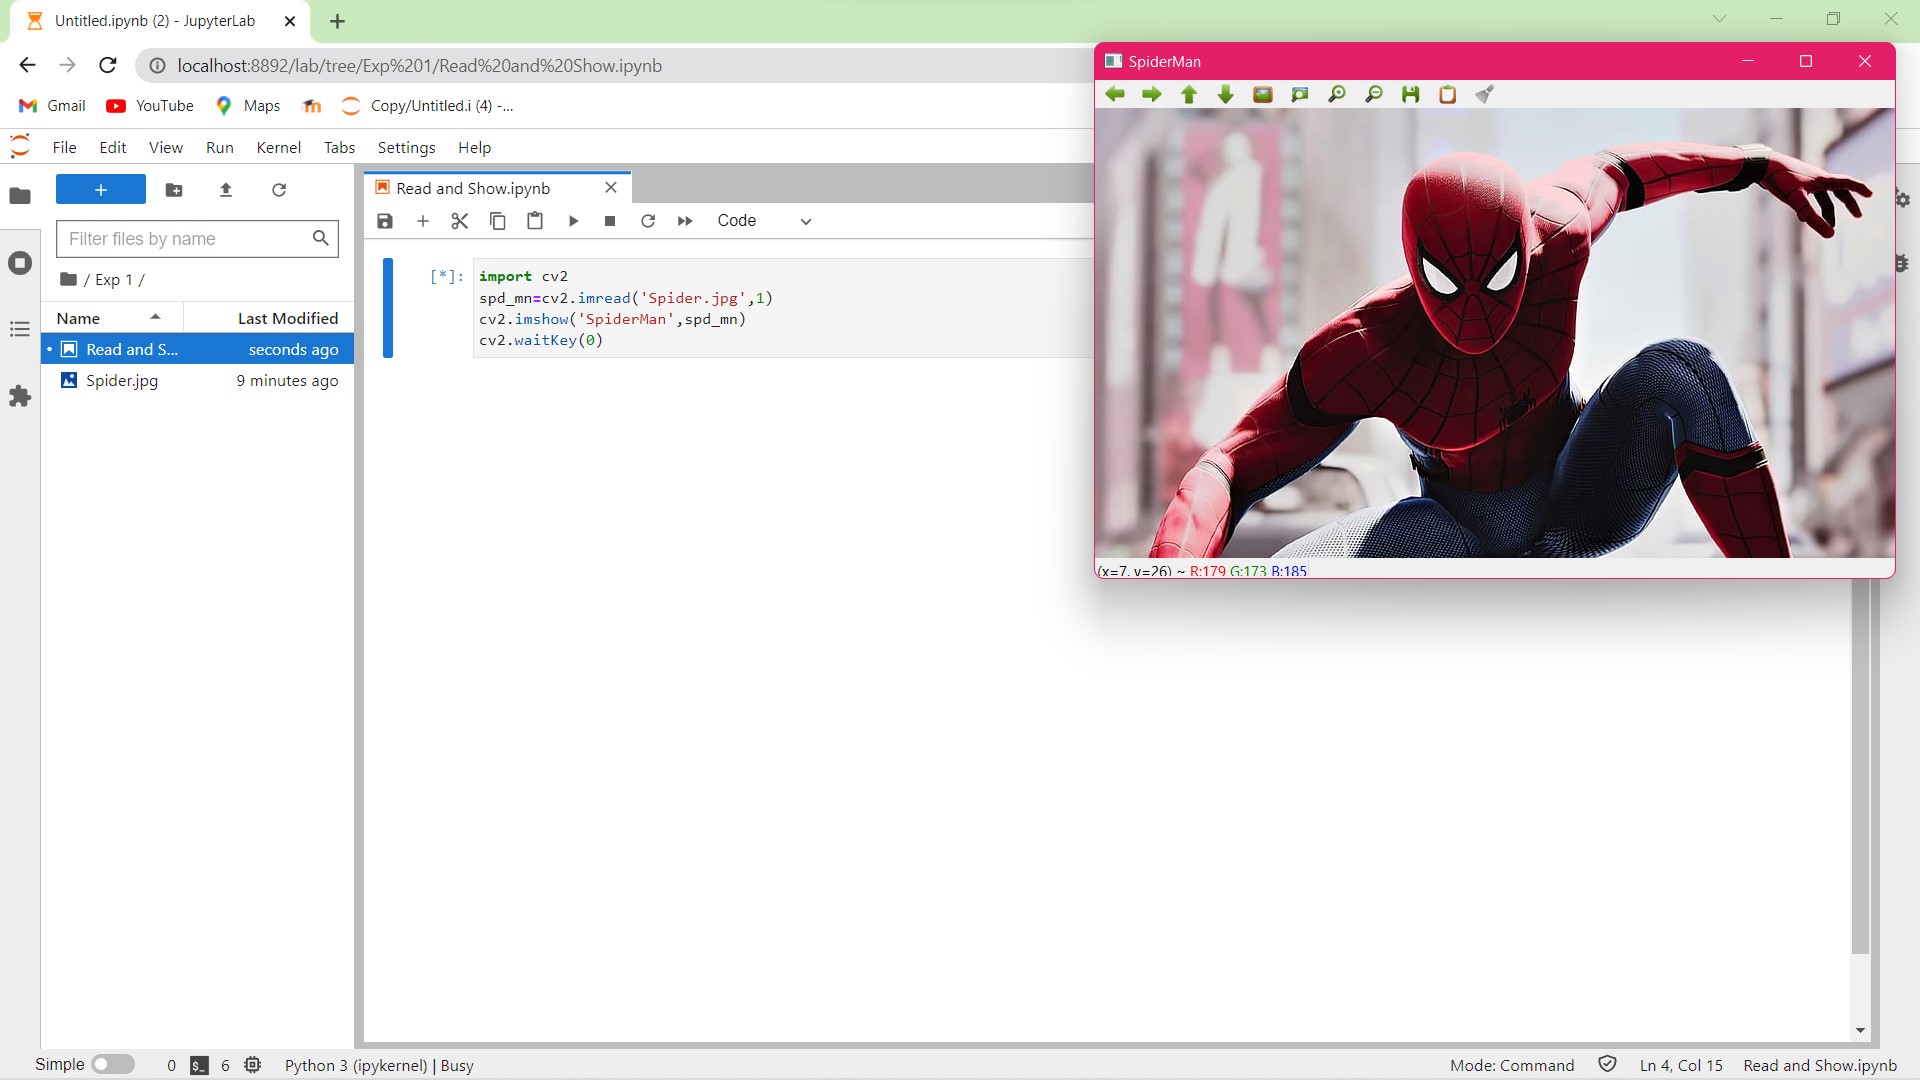 Untitled.ipynb (2) - JupyterLab
localhost:8892/lab/tree/Exp%201/Read%20and%20Show.ipynb
Gmail YouTube Maps Copy/Untitled.i (4) -...
File Edit View Run Kernel Tabs Settings Help
SpiderMan
Filter files by name
/ Exp 1 /
Name Last Modified
Read and S... seconds ago
Spider.jpg 9 minutes ago
Read and Show.ipynb
Code
[*]: import cv2
spd_mn=cv2.imread('Spider.jpg',1)
cv2.imshow('SpiderMan',spd_mn)
cv2.waitKey(0)
(x=7, y=26) ~ R:179 G:173 B:185
Simple 0 $_ 6 Python 3 (ipykernel) | Busy Mode: Command Ln 4, Col 15 Read and Show.ipynb